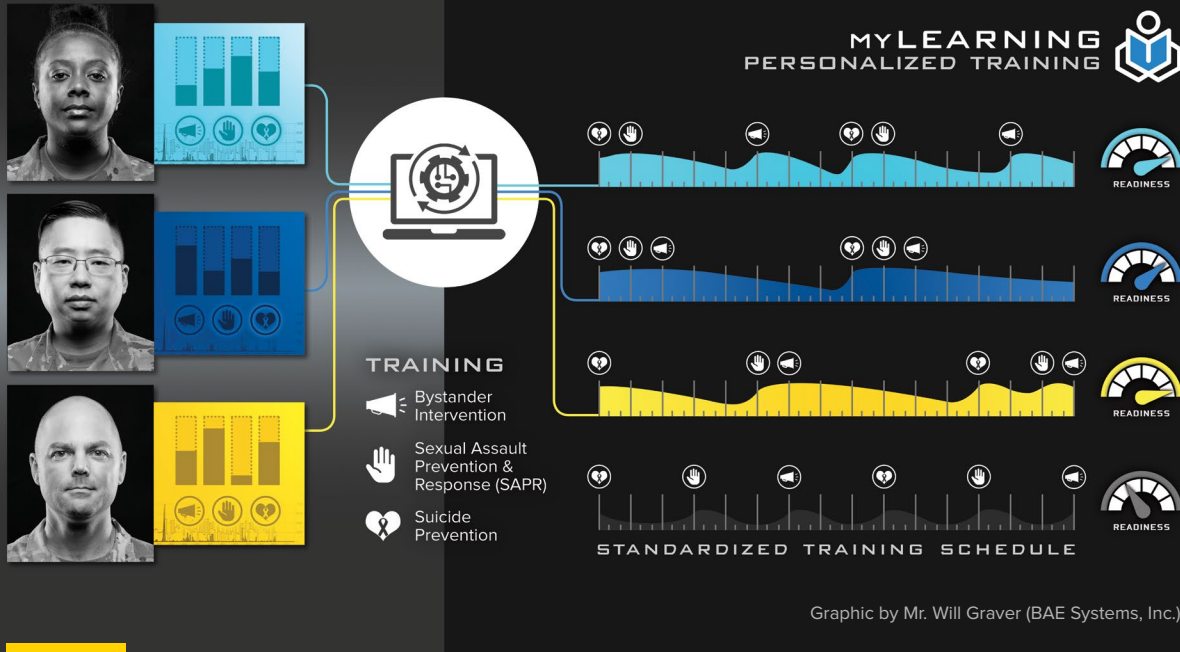 MYLEARNING
PERSONALIZED TRAINING
READINESS
READINESS
TRAINING
Bystander
Intervention
Sexual Assault
Prevention &
Response (SAPR)
Suicide
Prevention
READINESS
READINESS
STANDARDIZED TRAINING SCHEDULE
Graphic by Mr. Will Graver (BAE Systems, Inc.)